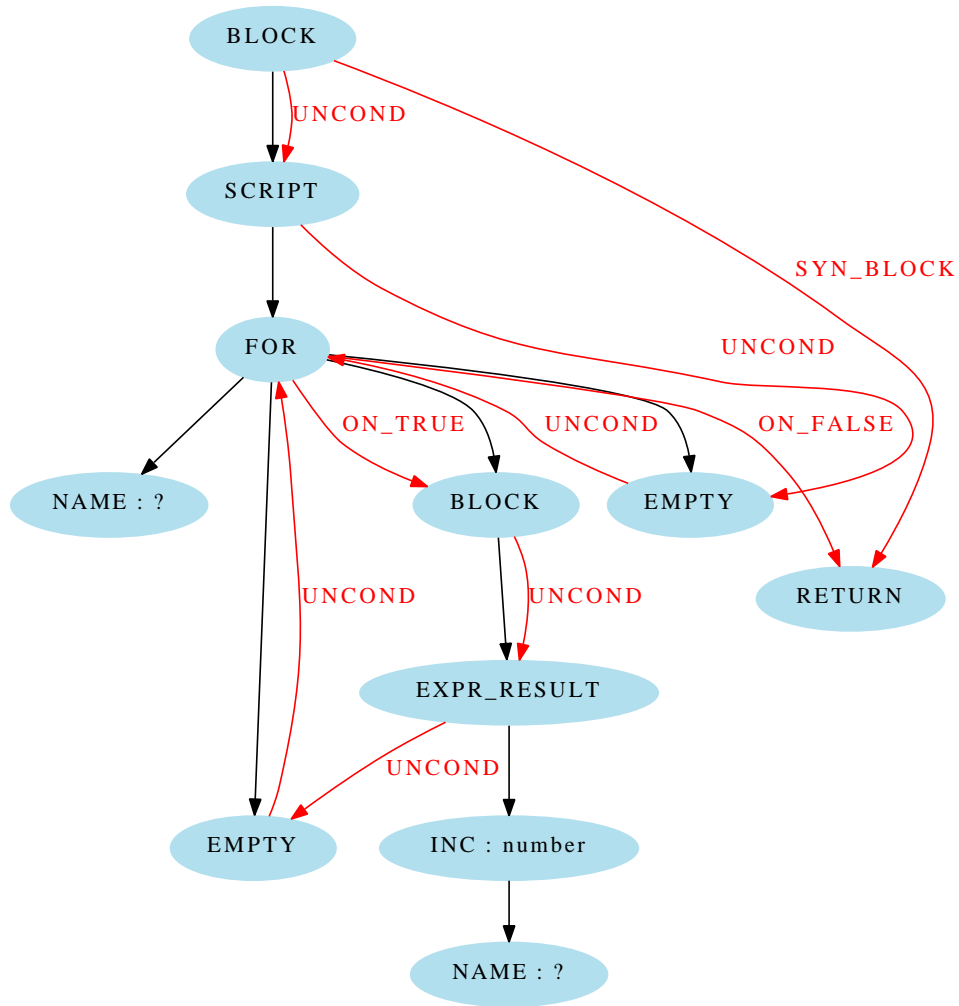 BLOCK
UNCOND
SCRIPT
SYN_BLOCK
FOR
UNCOND
ON_TRUE
UNCOND
ON_FALSE
NAME : ?
BLOCK
EMPTY
UNCOND
UNCOND
RETURN
EXPR_RESULT
UNCOND
EMPTY
INC : number
NAME : ?